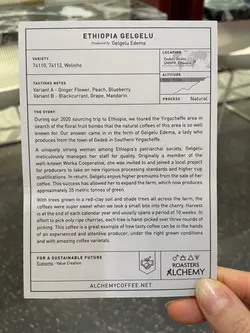 ETHIOPIA GELGELU
Produced by Gelgelu Edema
VARIETY
74110, 74112, Wolisho
LOCATION
Gedeb, Gedeo
TASTING NOTES
Variant A - Ginger Flower, Peach, Blueberry
Variant B - Blackcurrant, Grape, Mandarin
ALTITUDE
PROCESS
Natural
THE STORY
During our 2020 sourcing trip to Ethiopia, we toured the Yirgacheffe area in search of the floral fruit bombs that the natural coffees of this area is so well known for. Our answer came in the form of Gelgelu Edema, a lady who produces from the town of Gedeb in Southern Yirgacheffe.
A uniquely strong woman among Ethiopia's patriarchal society, Gelgelu meticulously manages her staff for quality. Originally a member of the well-known Worka Cooperative, she was invited to and joined a local project for producers to take on new rigorous processing standards and higher cup qualifications. In return, Gelgelu enjoys higher premiums from the sale of her coffee. This success has allowed her to expand the farm, which now produces approximately 35 metric tonnes of green.
With trees grown in a red-clay soil and shade trees all across the farm, the coffees were super sweet when we took a small bite into the cherry. Harvest is at the end of each calendar year and usually spans a period of 10 weeks. In effort to pick only ripe cherries, each tree is hand-picked over three rounds of picking. This coffee is a great example of how tasty coffee can be in the hands of an experienced and attentive producer, under the right grown conditions and with amazing coffee varietals.
FOR A SUSTAINABLE FUTURE
Economic : Value Creation
ROASTERS
ALCHEMY
ALCHEMYCOFFEE.NET